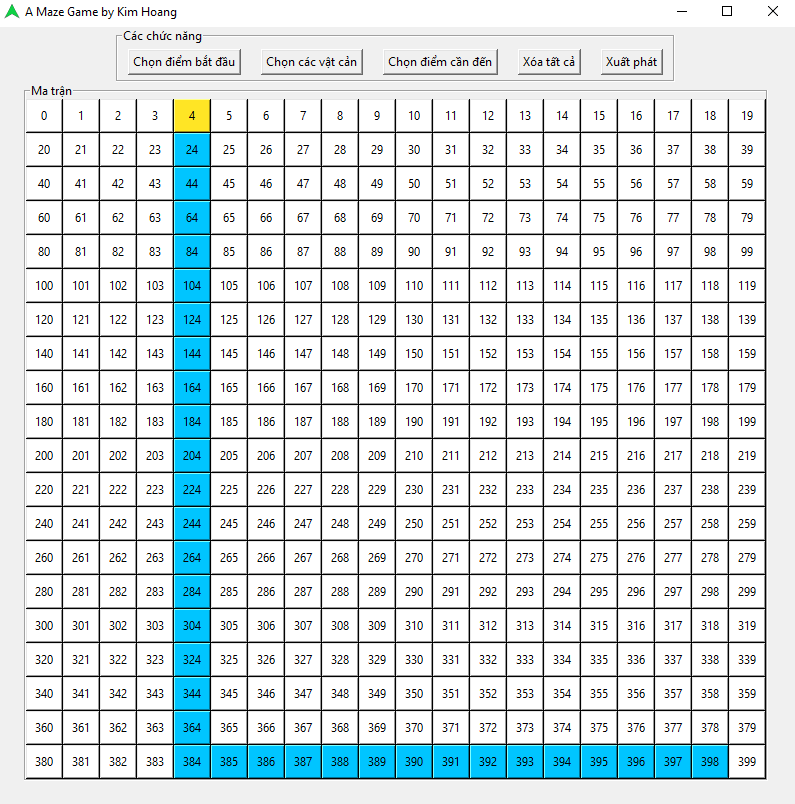 A Maze Game by Kim Hoang
Các chức năng
Chọn điểm bắt đầu Chọn các vật cản Chọn điểm cần đến Xóa tất cả Xuất phát
Ma trận
0 1 2 3 4 5 6 7 8 9 10 11 12 13 14 15 16 17 18 19
20 21 22 23 24 25 26 27 28 29 30 31 32 33 34 35 36 37 38 39
40 41 42 43 44 45 46 47 48 49 50 51 52 53 54 55 56 57 58 59
60 61 62 63 64 65 66 67 68 69 70 71 72 73 74 75 76 77 78 79
80 81 82 83 84 85 86 87 88 89 90 91 92 93 94 95 96 97 98 99
100 101 102 103 104 105 106 107 108 109 110 111 112 113 114 115 116 117 118 119
120 121 122 123 124 125 126 127 128 129 130 131 132 133 134 135 136 137 138 139
140 141 142 143 144 145 146 147 148 149 150 151 152 153 154 155 156 157 158 159
160 161 162 163 164 165 166 167 168 169 170 171 172 173 174 175 176 177 178 179
180 181 182 183 184 185 186 187 188 189 190 191 192 193 194 195 196 197 198 199
200 201 202 203 204 205 206 207 208 209 210 211 212 213 214 215 216 217 218 219
220 221 222 223 224 225 226 227 228 229 230 231 232 233 234 235 236 237 238 239
240 241 242 243 244 245 246 247 248 249 250 251 252 253 254 255 256 257 258 259
260 261 262 263 264 265 266 267 268 269 270 271 272 273 274 275 276 277 278 279
280 281 282 283 284 285 286 287 288 289 290 291 292 293 294 295 296 297 298 299
300 301 302 303 304 305 306 307 308 309 310 311 312 313 314 315 316 317 318 319
320 321 322 323 324 325 326 327 328 329 330 331 332 333 334 335 336 337 338 339
340 341 342 343 344 345 346 347 348 349 350 351 352 353 354 355 356 357 358 359
360 361 362 363 364 365 366 367 368 369 370 371 372 373 374 375 376 377 378 379
380 381 382 383 384 385 386 387 388 389 390 391 392 393 394 395 396 397 398 399